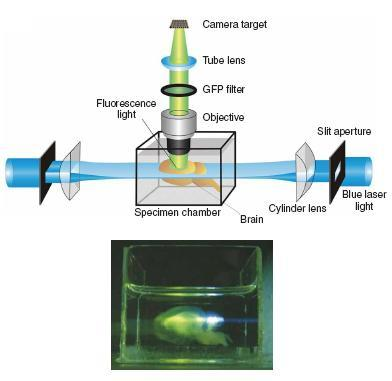 Camera target
Tube lens
GFP filter
Fluorescence
light
Objective
Slit aperture
Blue laser
light
Cylinder lens
Specimen chamber
Brain